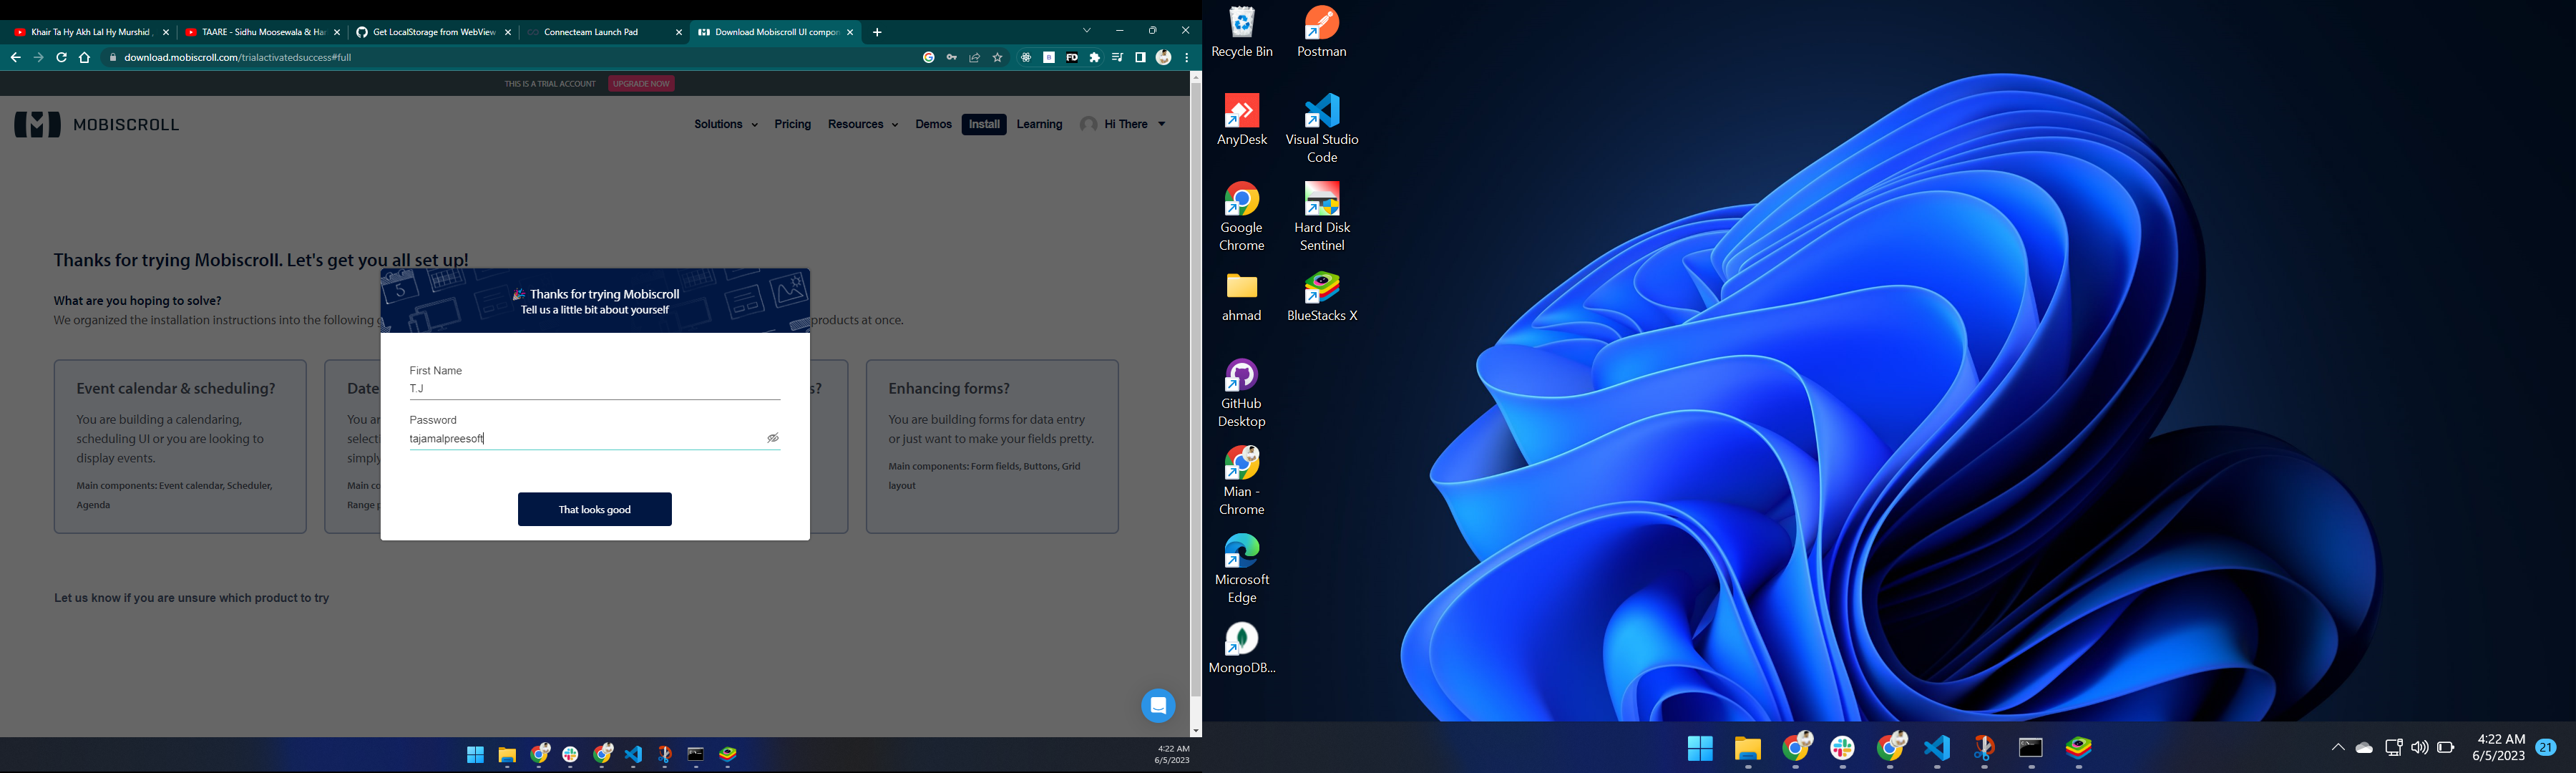 Khair Ta Hy Akh Lal Hy Murshid
TAARE - Sidhu Moosewala & Har
Get LocalStorage from WebView
Connecteam Launch Pad
Download Mobiscroll UI compon
download.mobiscroll.com/trialactivatedsuccess#full
THIS IS A TRIAL ACCOUNT UPGRADE NOW
MOBISCROLL
Solutions
Pricing
Resources
Demos
Install
Learning
Hi There
Thanks for trying Mobiscroll. Let's get you all set up!
What are you hoping to solve?
We organized the installation instructions into the following
products at once.
Event calendar & scheduling?
You are building a calendaring,
scheduling UI or you are looking to
display events.
Main components: Event calendar, Scheduler,
Agenda
Date
You ar
selecti
simply
Main co
Range p
s?
Enhancing forms?
You are building forms for data entry
or just want to make your fields pretty.
Main components: Form fields, Buttons, Grid
layout
Let us know if you are unsure which product to try
5
Thanks for trying Mobiscroll
Tell us a little bit about yourself
First Name
T.J
Password
tajamalpreesoft
That looks good
4:22 AM
6/5/2023
Recycle Bin
Postman
AnyDesk
Visual Studio
Code
Google
Chrome
Hard Disk
Sentinel
ahmad
BlueStacks X
GitHub
Desktop
Mian -
Chrome
Microsoft
Edge
MongoDB...
4:22 AM
6/5/2023
21